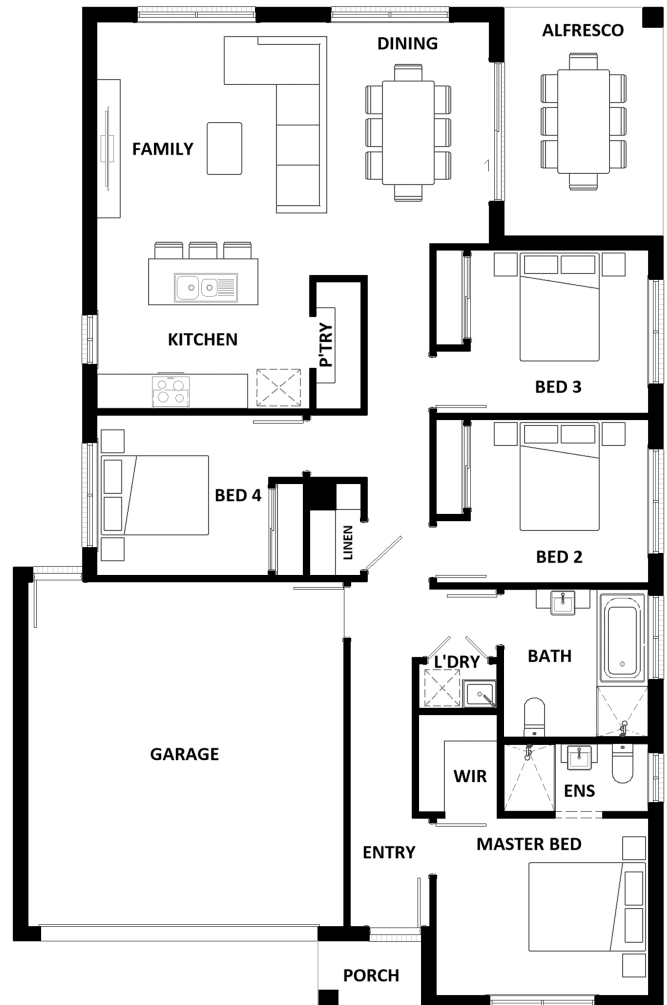 DINING
ALFRESCO
FAMILY
KITCHEN
P'TRY
BED 3
BED 4
LINEN
BED 2
L'DRY
BATH
GARAGE
WIR
ENS
ENTRY
MASTER BED
PORCH